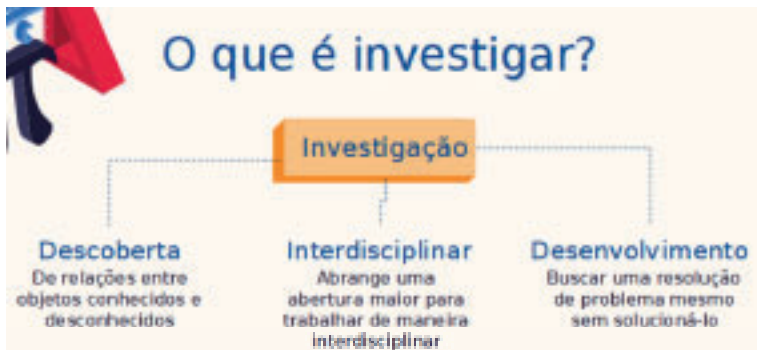 O que é investigar?
Investigação
Descoberta
De relações entre
objetos conhecidos e
desconhecidos
Interdisciplinar
Abrange uma
abertura maior para
trabalhar de maneira
interdisciplinar
Desenvolvimento
Buscar uma resolução
de problema mesmo
sem solucioná-lo